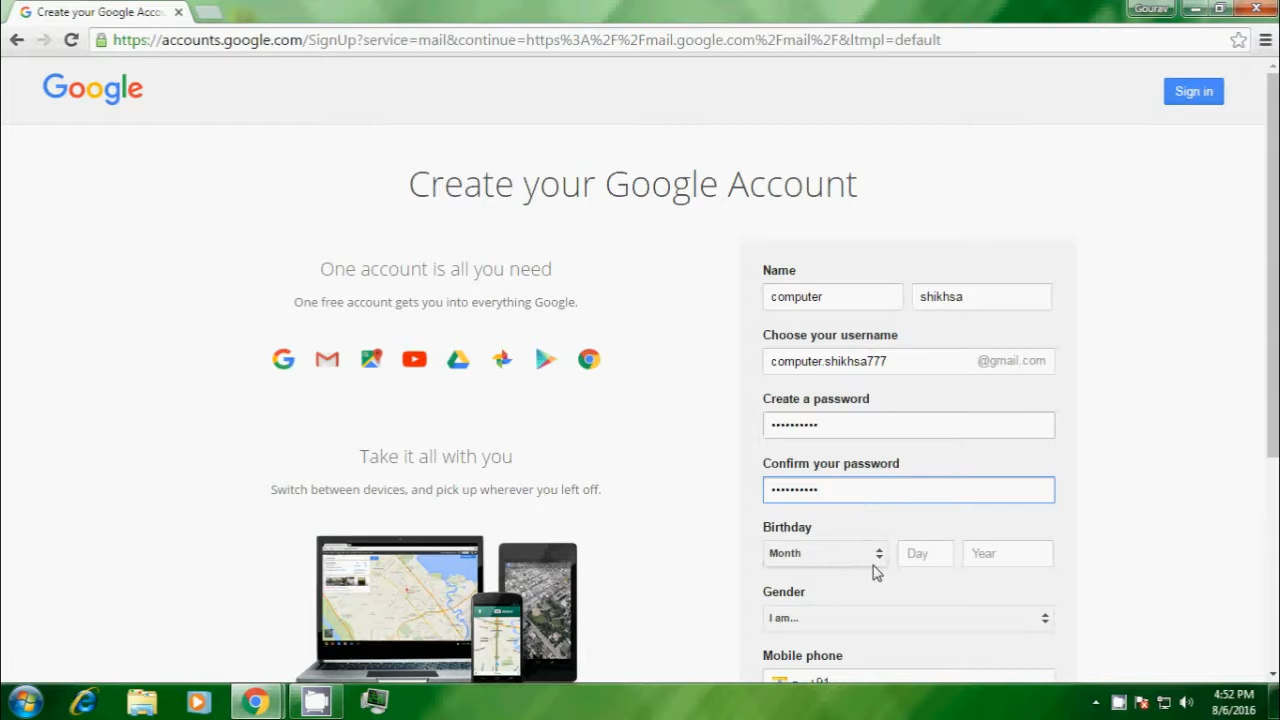 Create your Google Acco
Gourav
https://accounts.google.com/SignUp?service=mail&continue=https%3A%2F%2Fmail.google.com%2Fmail%2F&ltmpl=default
Google
Sign in
Create your Google Account
One account is all you need
One free account gets you into everything Google.
Take it all with you
Switch between devices, and pick up wherever you left off.
Name
computer shikhsa
Choose your username
computer.shikhsa777 @gmail.com
Create a password
••••••••••
Confirm your password
••••••••••
Birthday
Month Day Year
Gender
I am...
Mobile phone
+91
4:52 PM
8/6/2016